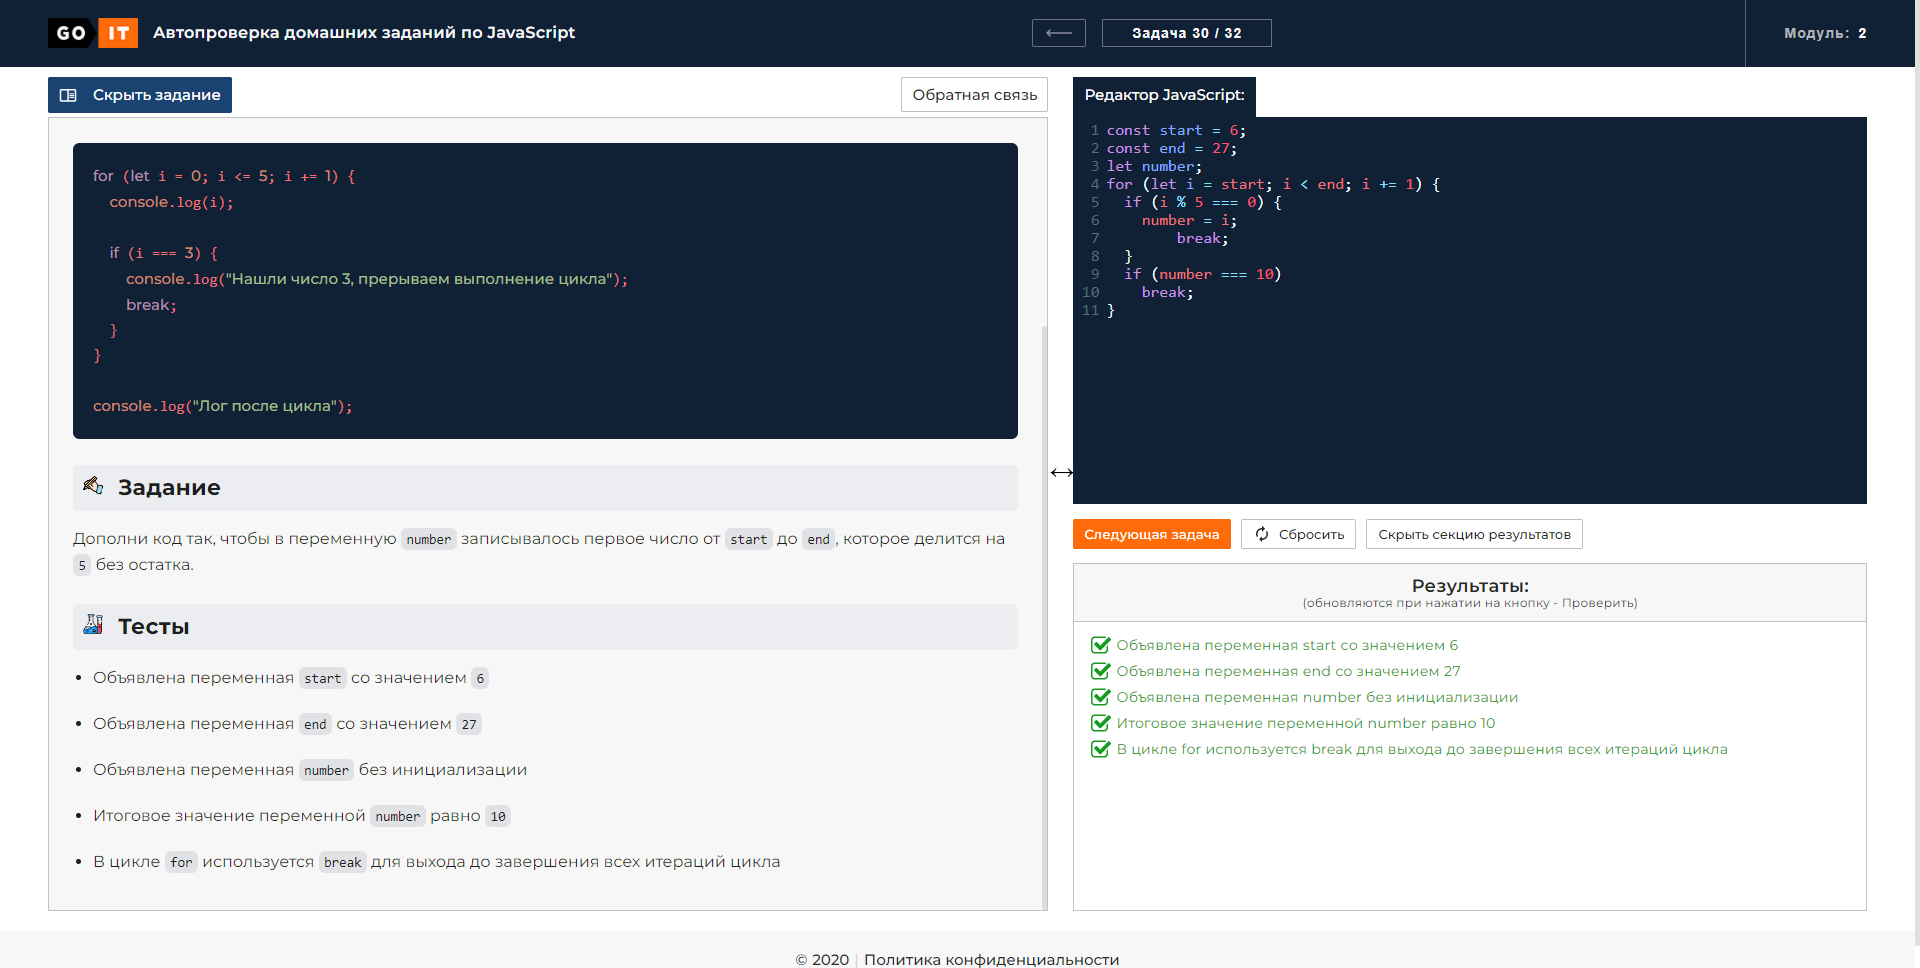 GO IT Автопроверка домашних заданий по JavaScript
Задача 30 / 32
Модуль: 2
Скрыть задание
Обратная связь
for (let i = 0; i <= 5; i += 1) {
console.log(i);
if (i === 3) {
console.log("Нашли число 3, прерываем выполнение цикла");
break;
}
}
console.log("Лог после цикла");
Задание
Дополни код так, чтобы в переменную number записывалось первое число от start до end, которое делится на
5 без остатка.
Тесты
• Объявлена переменная start со значением 6
• Объявлена переменная end со значением 27
• Объявлена переменная number без инициализации
• Итоговое значение переменной number равно 10
• В цикле for используется break для выхода до завершения всех итераций цикла
Редактор JavaScript:
1 const start = 6;
2 const end = 27;
3 let number;
4 for (let i = start; i < end; i += 1) {
5 if (i % 5 === 0) {
6 number = i;
7 break;
8 }
9 if (number === 10)
10 break;
11 }
Следующая задача
Сбросить
Скрыть секцию результатов
Результаты:
(обновляются при нажатии на кнопку - Проверить)
Объявлена переменная start со значением 6
Объявлена переменная end со значением 27
Объявлена переменная number без инициализации
Итоговое значение переменной number равно 10
В цикле for используется break для выхода до завершения всех итераций цикла
© 2020 | Политика конфиденциальности